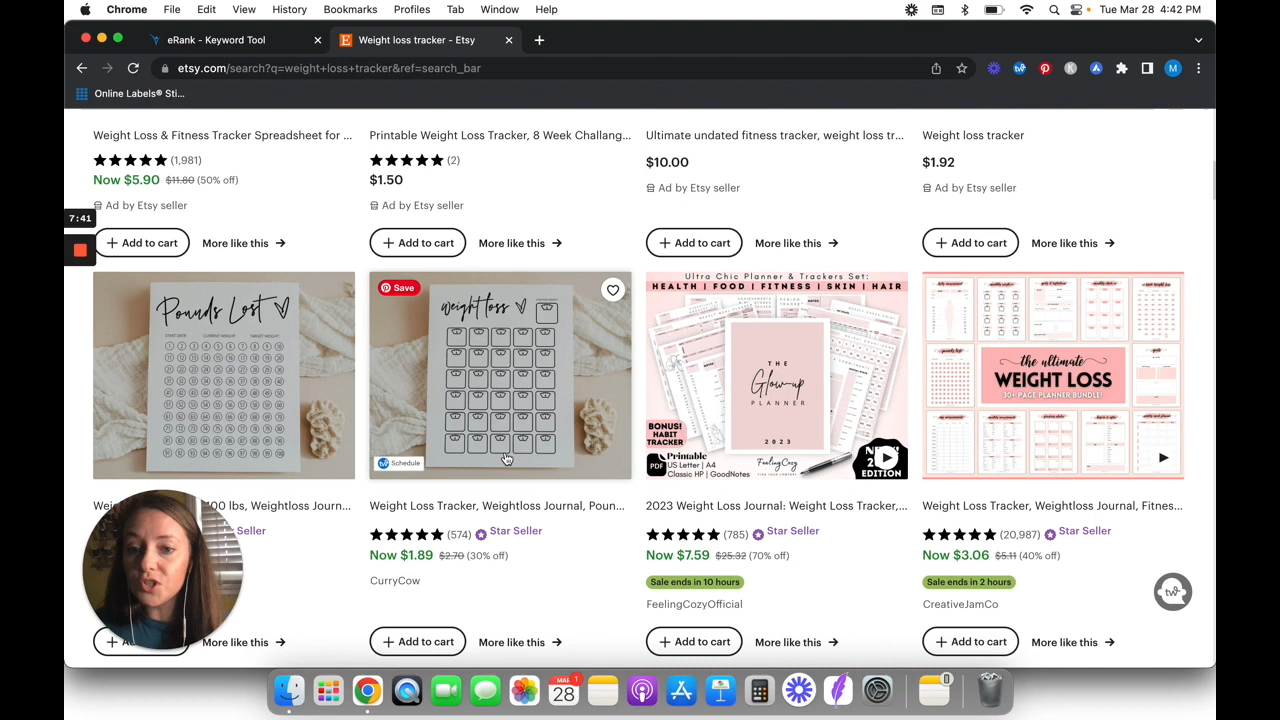 Chrome File Edit View History Bookmarks Profiles Tab Window Help Tue Mar 28 4:42 PM
eRank - Keyword Tool Weight loss tracker - Etsy
etsy.com/search?q=weight+loss+tracker&ref=search_bar
Online Labels® Sti...
Weight Loss & Fitness Tracker Spreadsheet for ... Printable Weight Loss Tracker, 8 Week Challang... Ultimate undated fitness tracker, weight loss tr... Weight loss tracker
(1,981) (2) $10.00 $1.92
Now $5.90 $11.80 (50% off) $1.50 Ad by Etsy seller Ad by Etsy seller
Ad by Etsy seller Ad by Etsy seller
7:41
Add to cart More like this Add to cart More like this Add to cart More like this Add to cart More like this
Pounds Lost
START DATE CURRENT WEIGHT TARGET WEIGHT
Save
weight loss
Schedule
Ultra Chic Planner & Trackers Set:
HEALTH | FOOD | FITNESS | SKIN | HAIR
THE
Glow-up
PLANNER
2023
BONUS!
HABIT
TRACKER
PDF
Printable
US Letter | A4
Classic HP | GoodNotes
FeelingCozy
EDITION
the ultimate
WEIGHT LOSS
30+ PAGE PLANNER BUNDLE!
00 lbs, Weightloss Journ... Weight Loss Tracker, Weightloss Journal, Poun... 2023 Weight Loss Journal: Weight Loss Tracker,... Weight Loss Tracker, Weightloss Journal, Fitnes...
Seller (574) Star Seller (785) Star Seller (20,987) Star Seller
Now $1.89 $2.70 (30% off) Now $7.59 $25.32 (70% off) Now $3.06 $5.11 (40% off)
CurryCow Sale ends in 10 hours Sale ends in 2 hours
FeelingCozyOfficial CreativeJamCo
More like this Add to cart More like this Add to cart More like this Add to cart More like this